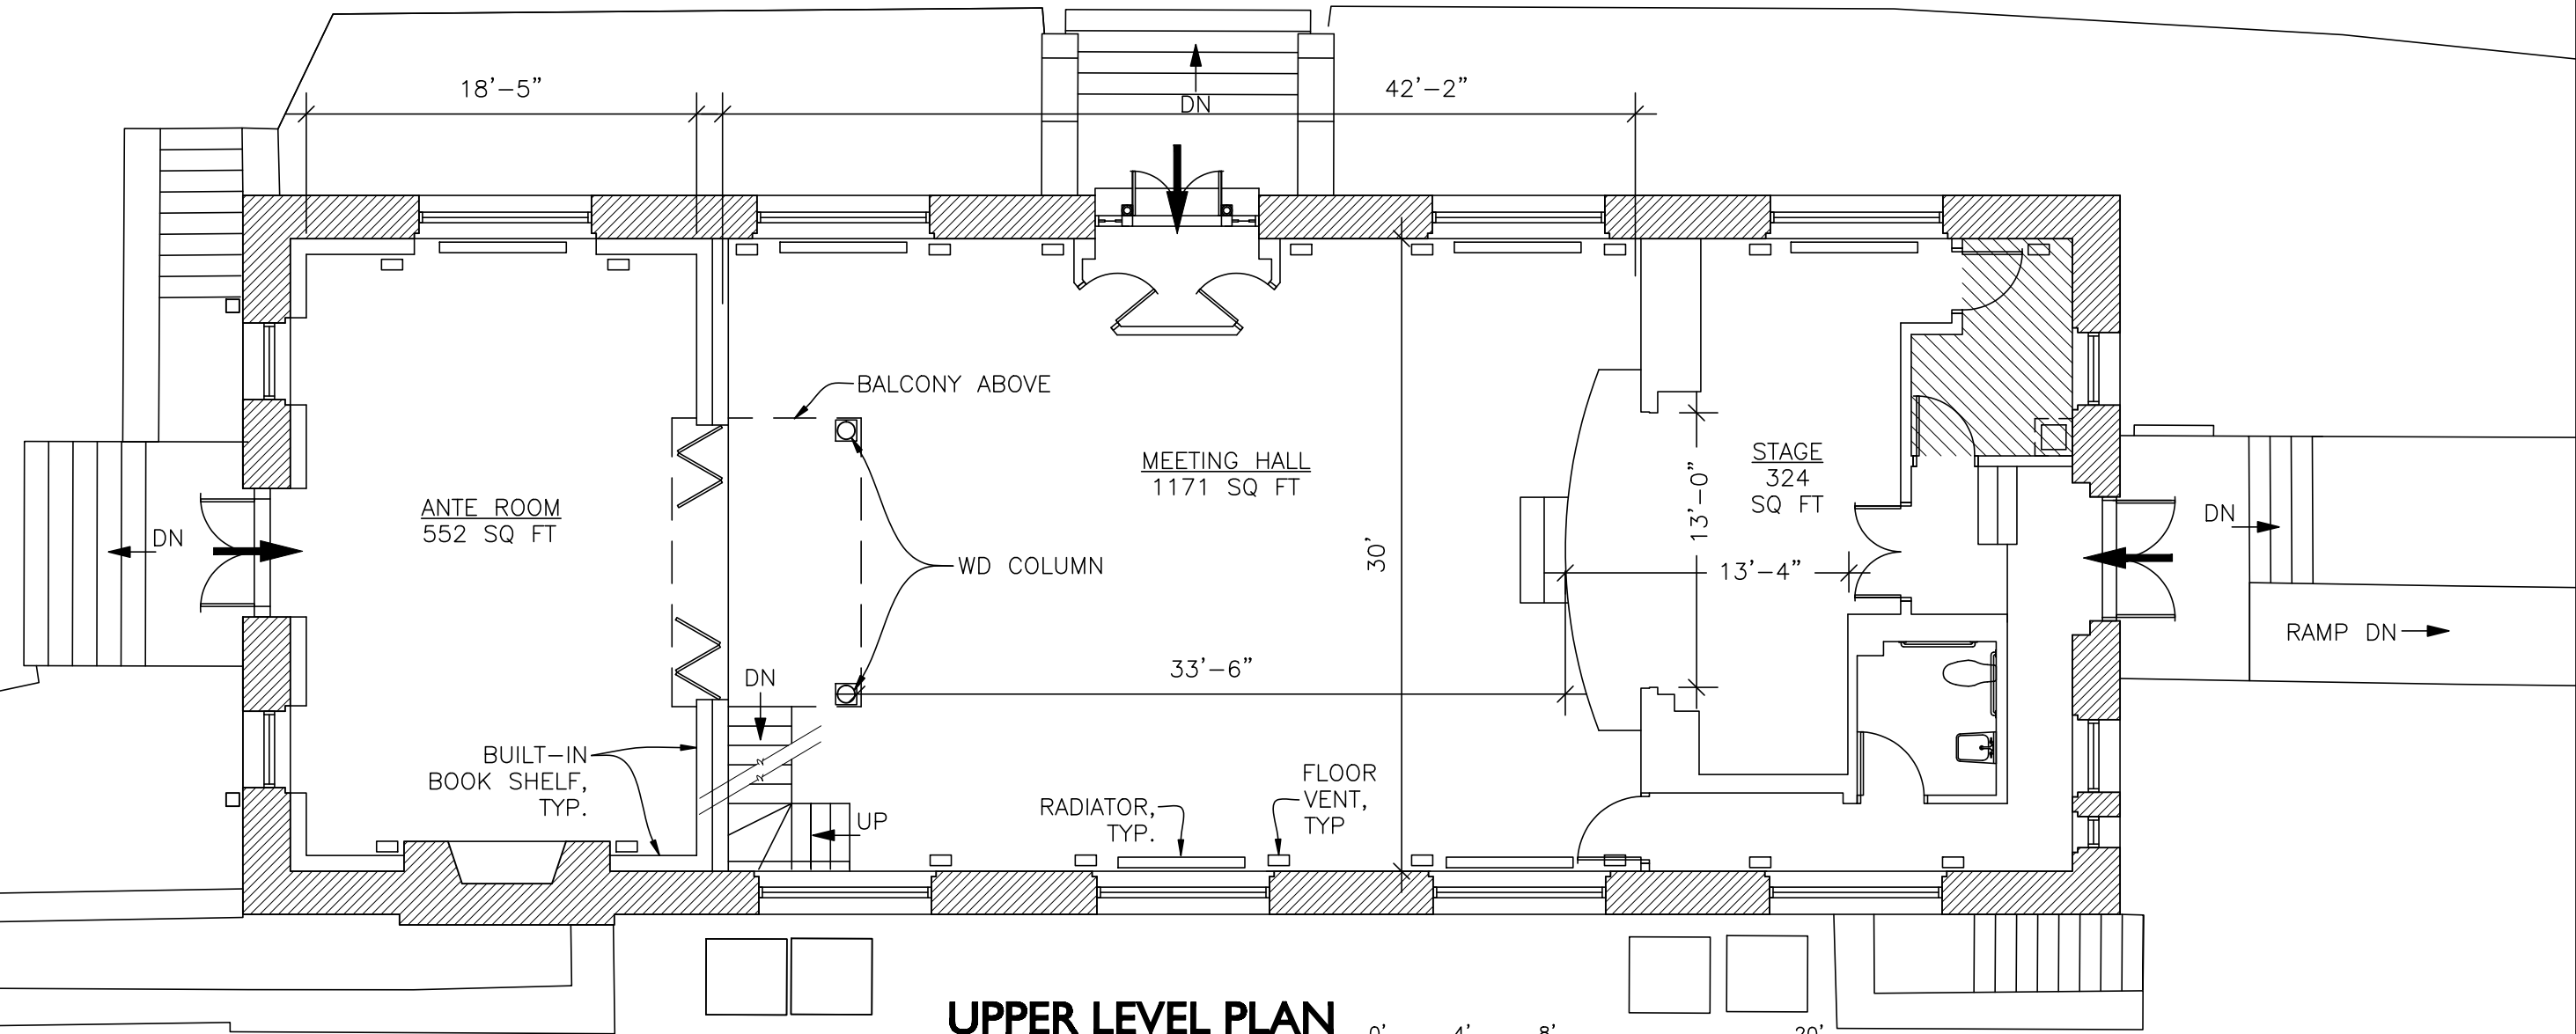 18'-5"
42'-2"
DN
BALCONY ABOVE
MEETING HALL
1171 SQ FT
STAGE
324
SQ FT
13'-0"
ANTE ROOM
552 SQ FT
DN
DN
30'
WD COLUMN
13'-4"
RAMP DN
33'-6"
DN
BUILT-IN
BOOK SHELF,
TYP.
RADIATOR,
TYP.
FLOOR
VENT,
TYP
UP
UPPER LEVEL PLAN
0' 4' 8' 20'